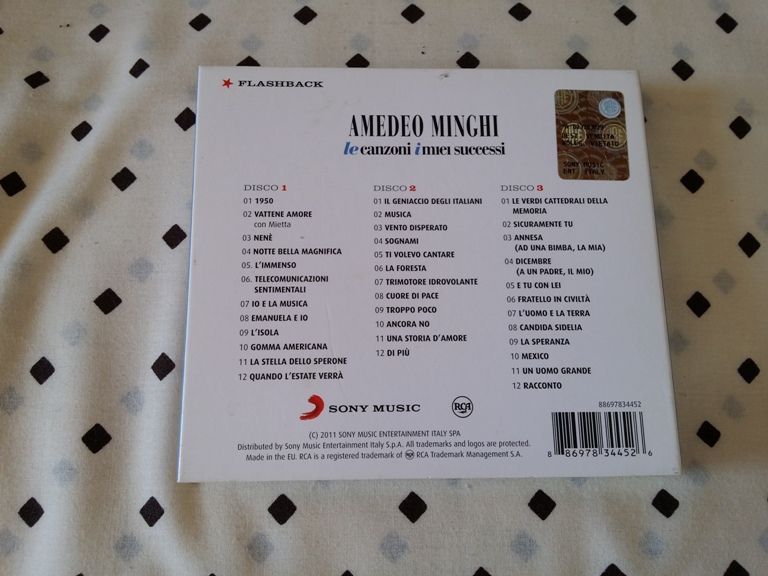 FLASHBACK
AMEDEO MINGHI
le canzoni i miei successi
DISCO 1
01 1950
02 VATTENE AMORE
con Mietta
03 NENÈ
04 NOTTE BELLA MAGNIFICA
05. L'IMMENSO
06. TELECOMUNICAZIONI
SENTIMENTALI
07 IO E LA MUSICA
08 EMANUELA E IO
09 L'ISOLA
10 GOMMA AMERICANA
11 LA STELLA DELLO SPERONE
12 QUANDO L'ESTATE VERRÀ
DISCO 2
01 IL GENIACCIO DEGLI ITALIANI
02 MUSICA
03 VENTO DISPERATO
04 SOGNAMI
05 TI VOLEVO CANTARE
06 LA FORESTA
07 TRIMOTORE IDROVOLANTE
08 CUORE DI PACE
09 TROPPO POCO
10 ANCORA NO
11 UNA STORIA D'AMORE
12 DI PIÙ
DISCO 3
01 LE VERDI CATTEDRALI DELLA
MEMORIA
02 SICURAMENTE TU
03 ANNESA
(AD UNA BIMBA, LA MIA)
04 DICEMBRE
(A UN PADRE, IL MIO)
05 E TU CON LEI
06 FRATELLO IN CIVILTÀ
07 L'UOMO E LA TERRA
08 CANDIDA SIDELIA
09 LA SPERANZA
10 MEXICO
11 UN UOMO GRANDE
12 RACCONTO
VENDITA
NOLEG. VIETATO
SONY MUSIC
ENT. ITALY
SONY MUSIC
RCA
88697834452
8 86978 34452 6
(C) 2011 SONY MUSIC ENTERTAINMENT ITALY SPA
Distributed by Sony Music Entertainment Italy S.p.A. All trademarks and logos are protected.
Made in the EU. RCA is a registered trademark of RCA Trademark Management S.A.